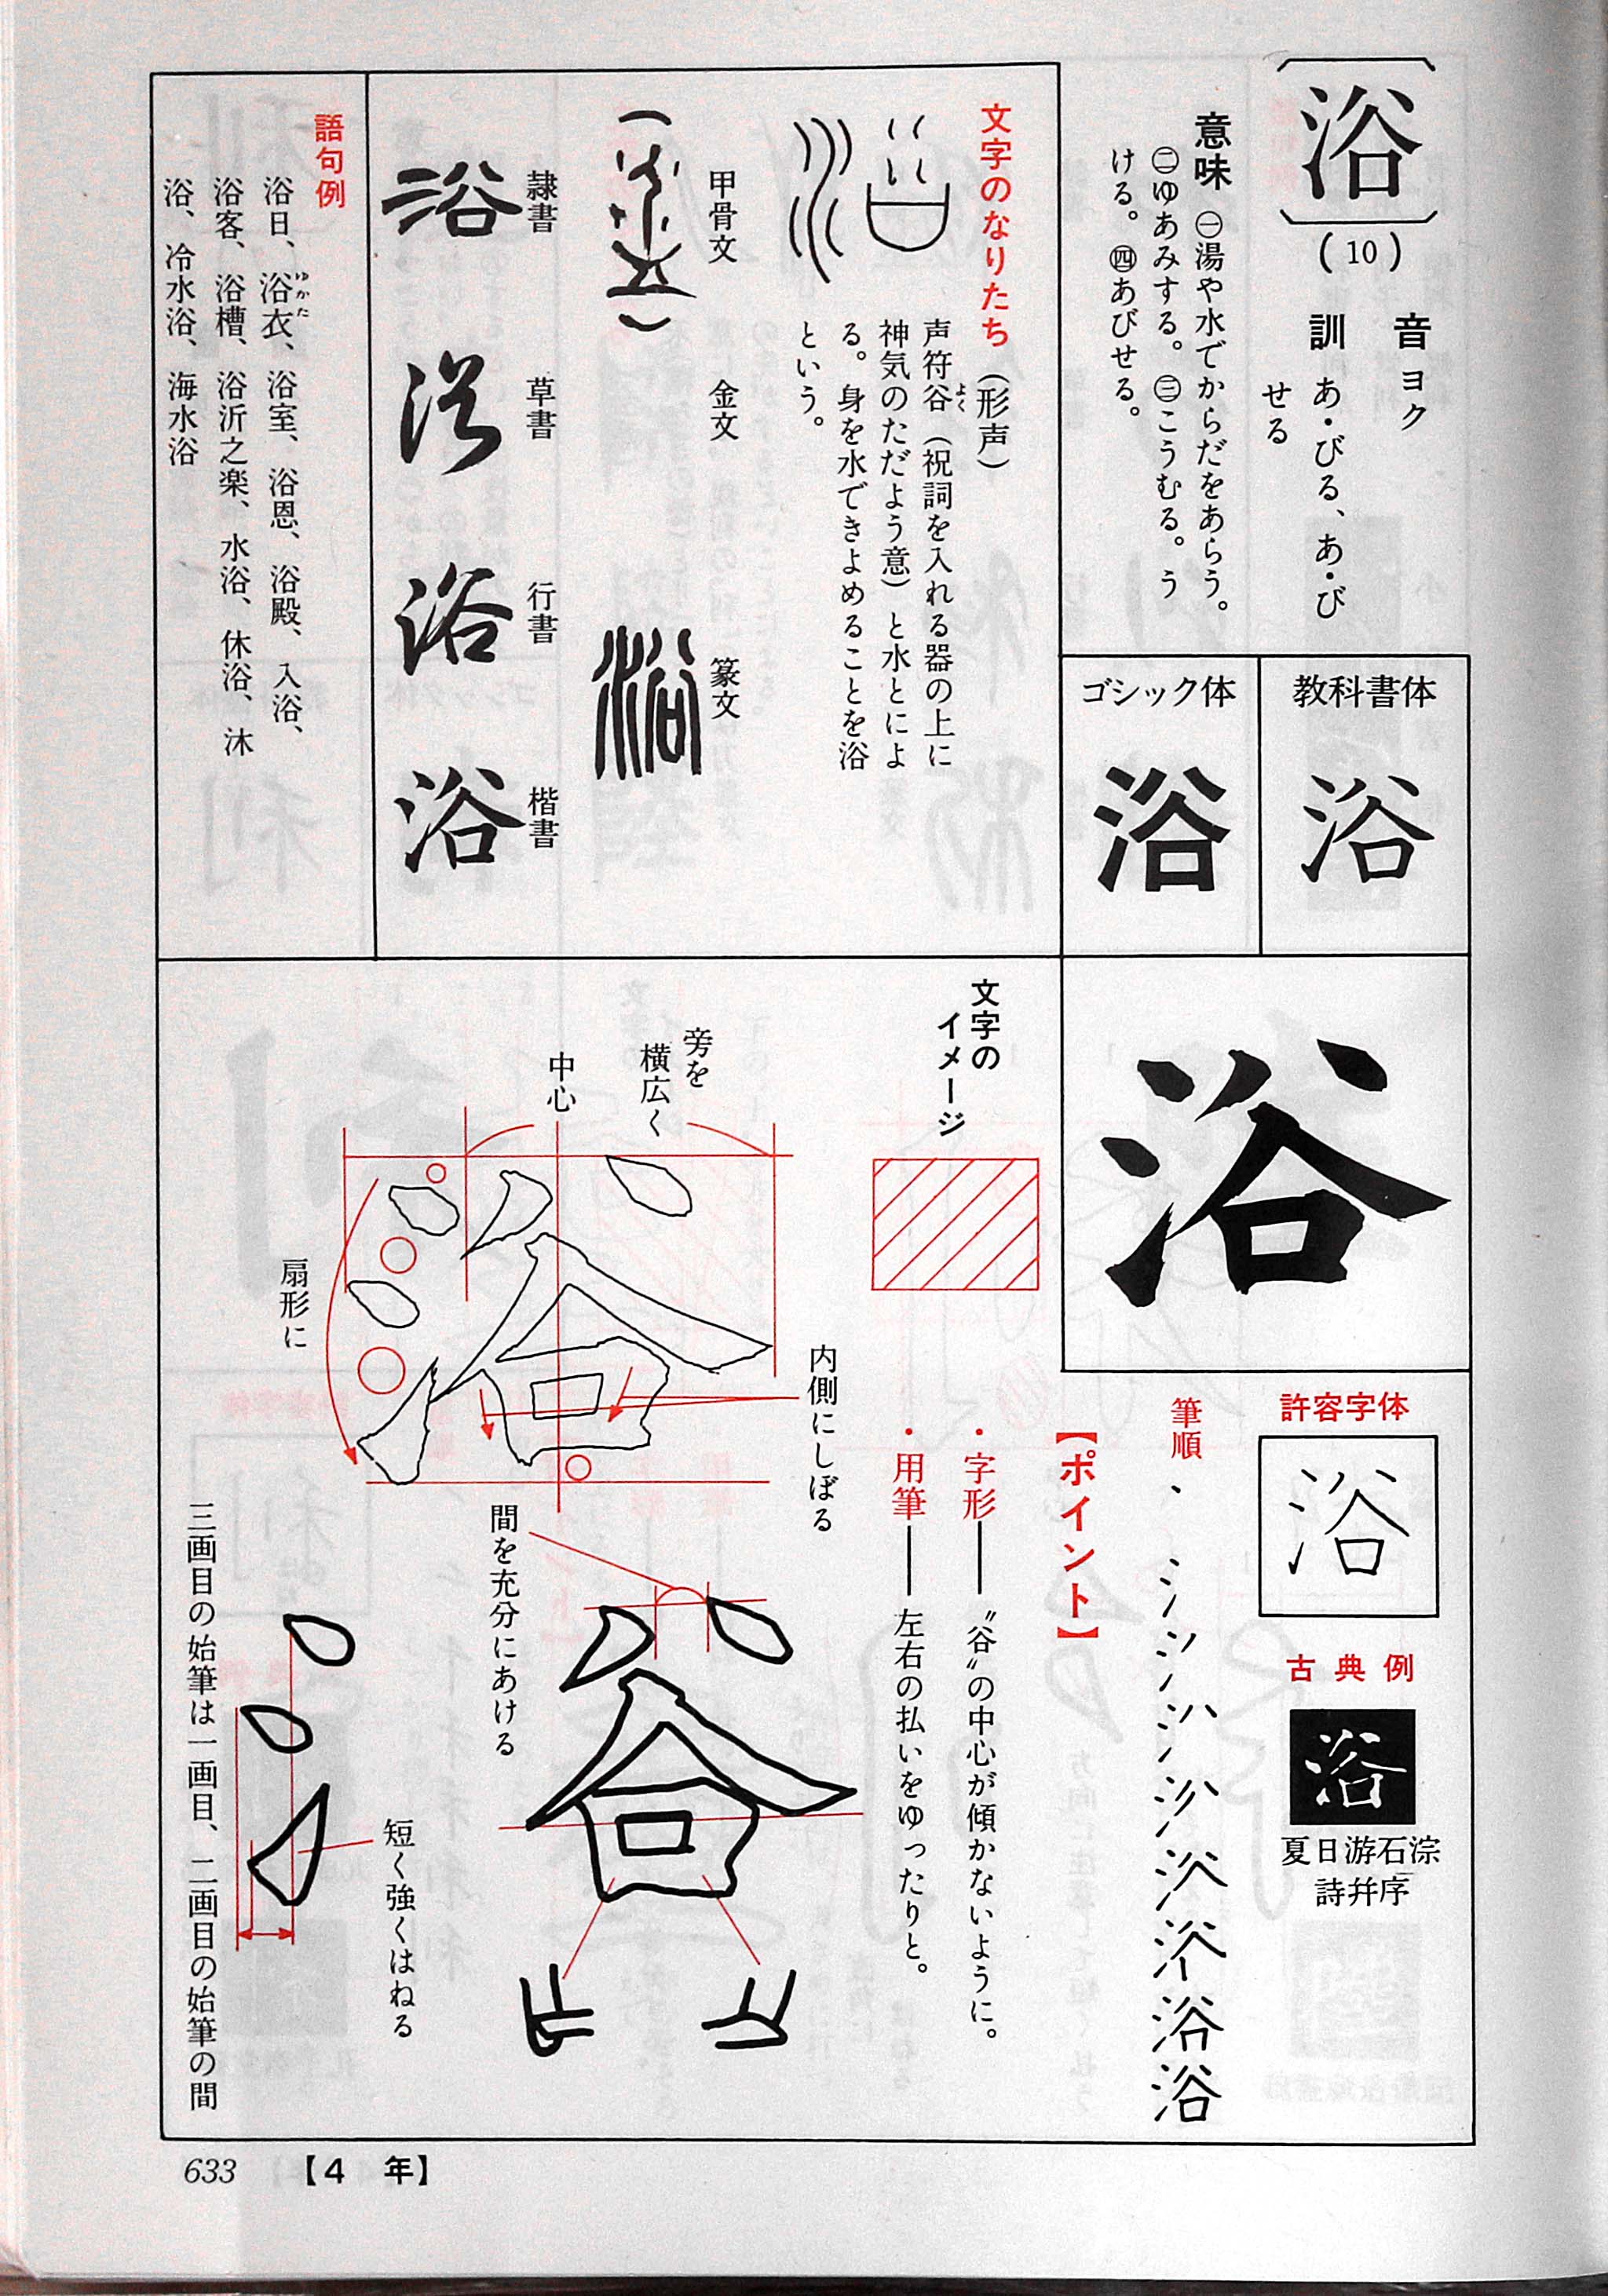 浴
(10)
音 ヨク
訓 あ・びる、あ・び
せる
意味 ㊀湯や水でからだをあらう。
㊁ゆあみする。㊂こうむる。う
ける。㊃あびせる。
教科書体
浴
ゴシック体
浴
文字のなりたち（形声）
声符谷（祝詞を入れる器の上に
よく
神気のただよう意）と水とによ
る。身を水できよめることを浴
という。
甲骨文
金文
篆文
隷書
浴
草書
浴
行書
浴
楷書
浴
語句例
浴日、浴衣、浴室、浴恩、浴殿、入浴、
ゆかた
浴客、浴槽、浴沂之楽、水浴、休浴、沐
浴、冷水浴、海水浴
浴
許容字体
浴
古典例
浴
夏日游石淙
詩并序
筆順
浴
【ポイント】
・字形――〝谷〟の中心が傾かないように。
・用筆――左右の払いをゆったりと。
文字の
イメージ
旁を
横広く
中心
扇形に
内側にしぼる
間を充分にあける
短く強くはねる
三画目の始筆は一画目、二画目の始筆の間
633 【4 年】